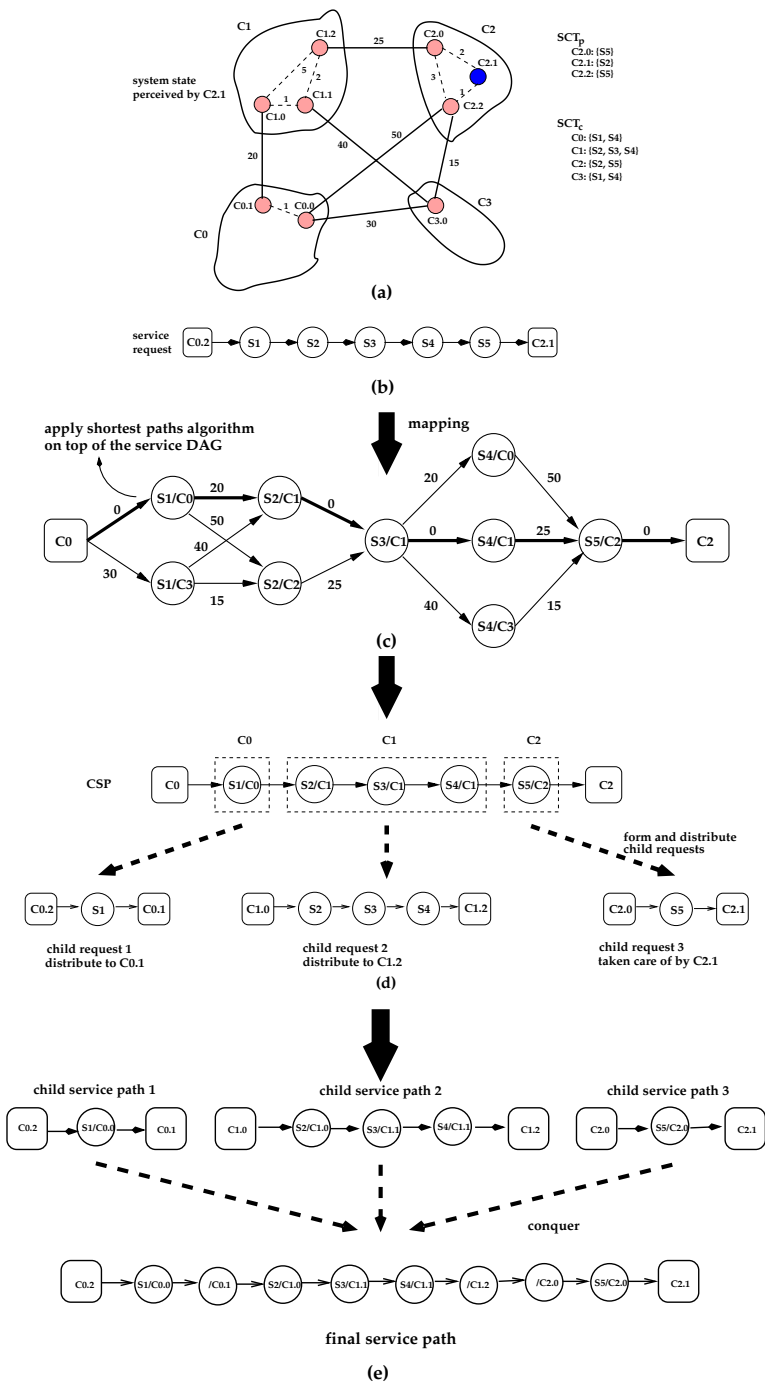 C1
C1.2
25
C2.0
C2
2
C2.1
SCTp
C2.0: {S5}
C2.1: {S2}
C2.2: {S5}
system state
perceived by C2.1
5
2
3
1
1
C1.1
C2.2
C1.0
SCTc
C0: {S1, S4}
C1: {S2, S3, S4}
C2: {S2, S5}
C3: {S1, S4}
20
40
50
15
C0.1
1
C0.0
C3
C0
30
C3.0
(a)
service
request
C0.2
S1
S2
S3
S4
S5
C2.1
(b)
apply shortest paths algorithm
on top of the service DAG
mapping
S4/C0
20
50
S1/C0
20
S2/C1
0
0
50
C0
40
S3/C1
0
S4/C1
25
S5/C2
0
C2
30
S1/C3
15
S2/C2
25
40
15
S4/C3
(c)
C0
C1
C2
CSP
C0
S1/C0
S2/C1
S3/C1
S4/C1
S5/C2
C2
form and distribute
child requests
C0.2
S1
C0.1
C1.0
S2
S3
S4
C1.2
C2.0
S5
C2.1
child request 1
distribute to C0.1
child request 2
distribute to C1.2
child request 3
taken care of by C2.1
(d)
child service path 1
child service path 2
child service path 3
C0.2
S1/C0.0
C0.1
C1.0
S2/C1.0
S3/C1.1
S4/C1.1
C1.2
C2.0
S5/C2.0
C2.1
conquer
C0.2
S1/C0.0
/C0.1
S2/C1.0
S3/C1.1
S4/C1.1
/C1.2
/C2.0
S5/C2.0
C2.1
final service path
(e)